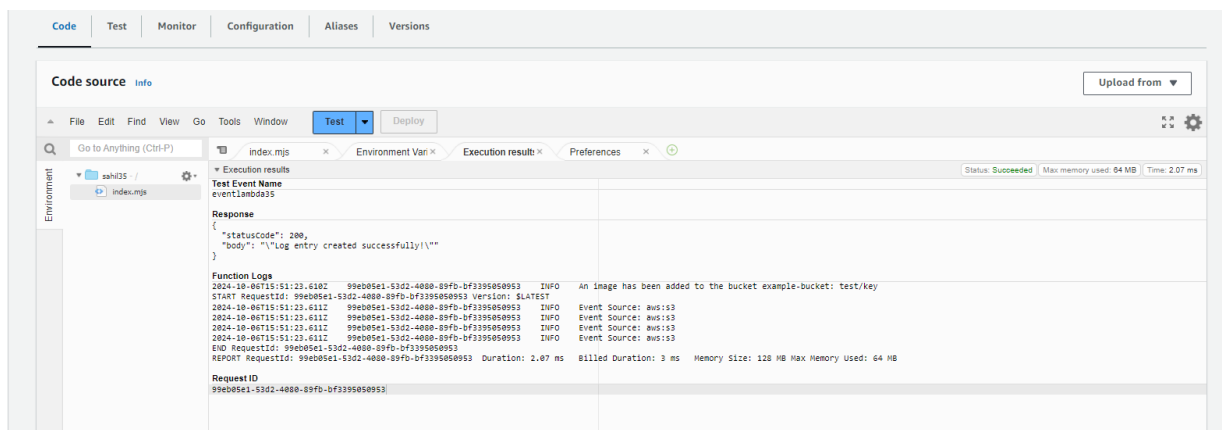 Code Test Monitor Configuration Aliases Versions
Code source Info
Upload from ▼
File Edit Find View Go Tools Window Test Deploy
Go to Anything (Ctrl-P)
index.mjs × Environment Vari × Execution results × Preferences ×
Environment
sahil35 - /
index.mjs
▼ Execution results
Status: Succeeded Max memory used: 64 MB Time: 2.07 ms
Test Event Name
eventlambda35
Response
{
"statusCode": 200,
"body": "\"Log entry created successfully!\""
}
Function Logs
2024-10-06T15:51:23.610Z 99eb05e1-53d2-4080-89fb-bf3395050953 INFO An image has been added to the bucket example-bucket: test/key
START RequestId: 99eb05e1-53d2-4080-89fb-bf3395050953 Version: $LATEST
2024-10-06T15:51:23.611Z 99eb05e1-53d2-4080-89fb-bf3395050953 INFO Event Source: aws:s3
2024-10-06T15:51:23.611Z 99eb05e1-53d2-4080-89fb-bf3395050953 INFO Event Source: aws:s3
2024-10-06T15:51:23.611Z 99eb05e1-53d2-4080-89fb-bf3395050953 INFO Event Source: aws:s3
2024-10-06T15:51:23.611Z 99eb05e1-53d2-4080-89fb-bf3395050953 INFO Event Source: aws:s3
END RequestId: 99eb05e1-53d2-4080-89fb-bf3395050953
REPORT RequestId: 99eb05e1-53d2-4080-89fb-bf3395050953 Duration: 2.07 ms Billed Duration: 3 ms Memory Size: 128 MB Max Memory Used: 64 MB
Request ID
99eb05e1-53d2-4080-89fb-bf3395050953